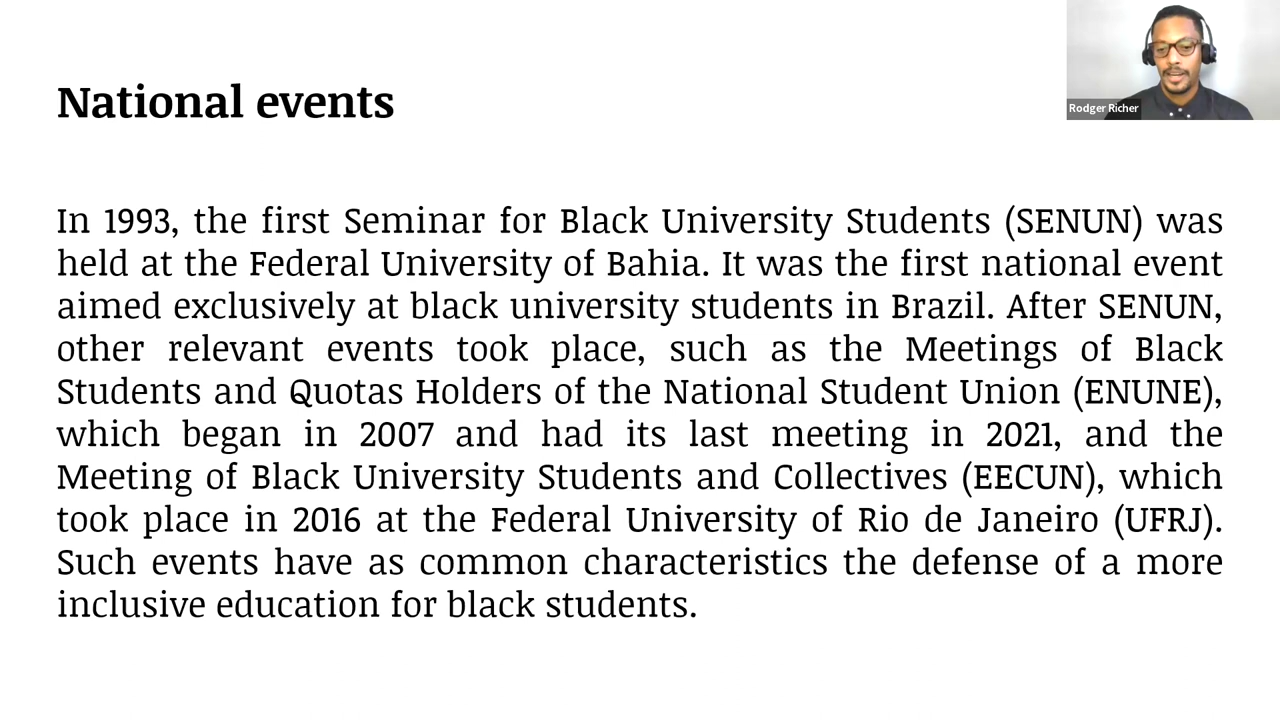 National events
Rodger Richer
In 1993, the first Seminar for Black University Students (SENUN) was
held at the Federal University of Bahia. It was the first national event
aimed exclusively at black university students in Brazil. After SENUN,
other relevant events took place, such as the Meetings of Black
Students and Quotas Holders of the National Student Union (ENUNE),
which began in 2007 and had its last meeting in 2021, and the
Meeting of Black University Students and Collectives (EECUN), which
took place in 2016 at the Federal University of Rio de Janeiro (UFRJ).
Such events have as common characteristics the defense of a more
inclusive education for black students.